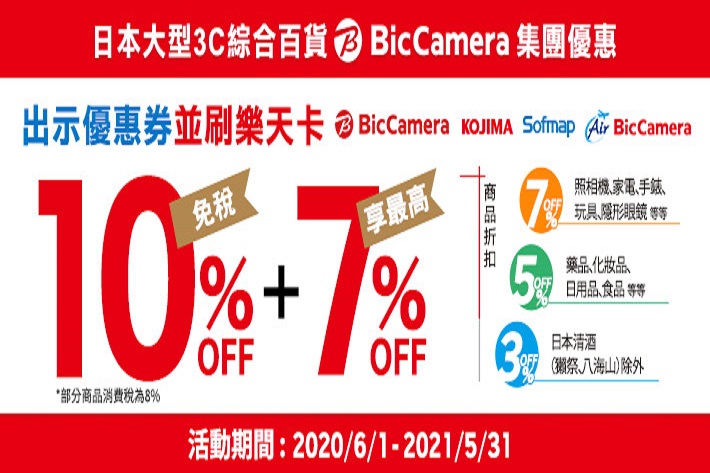 日本大型3C綜合百貨 B BicCamera 集團優惠
出示優惠券並刷樂天卡 B BicCamera KOJIMA Sofmap Air BicCamera
10%OFF 免稅 + 7%OFF 享最高
*部分商品消費稅為8%
商品折扣
7%OFF 照相機、家電、手錶、
玩具、隱形眼鏡 等等
5%OFF 藥品、化妝品、
日用品、食品 等等
3%OFF 日本清酒
(獺祭、八海山)除外
活動期間 : 2020/6/1 - 2021/5/31